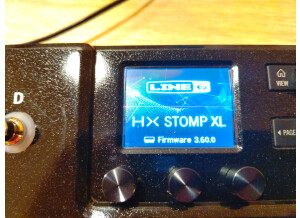 LINE 6
HX STOMP XL
Firmware 3.60.0
D
VIEW
◄ PAGE